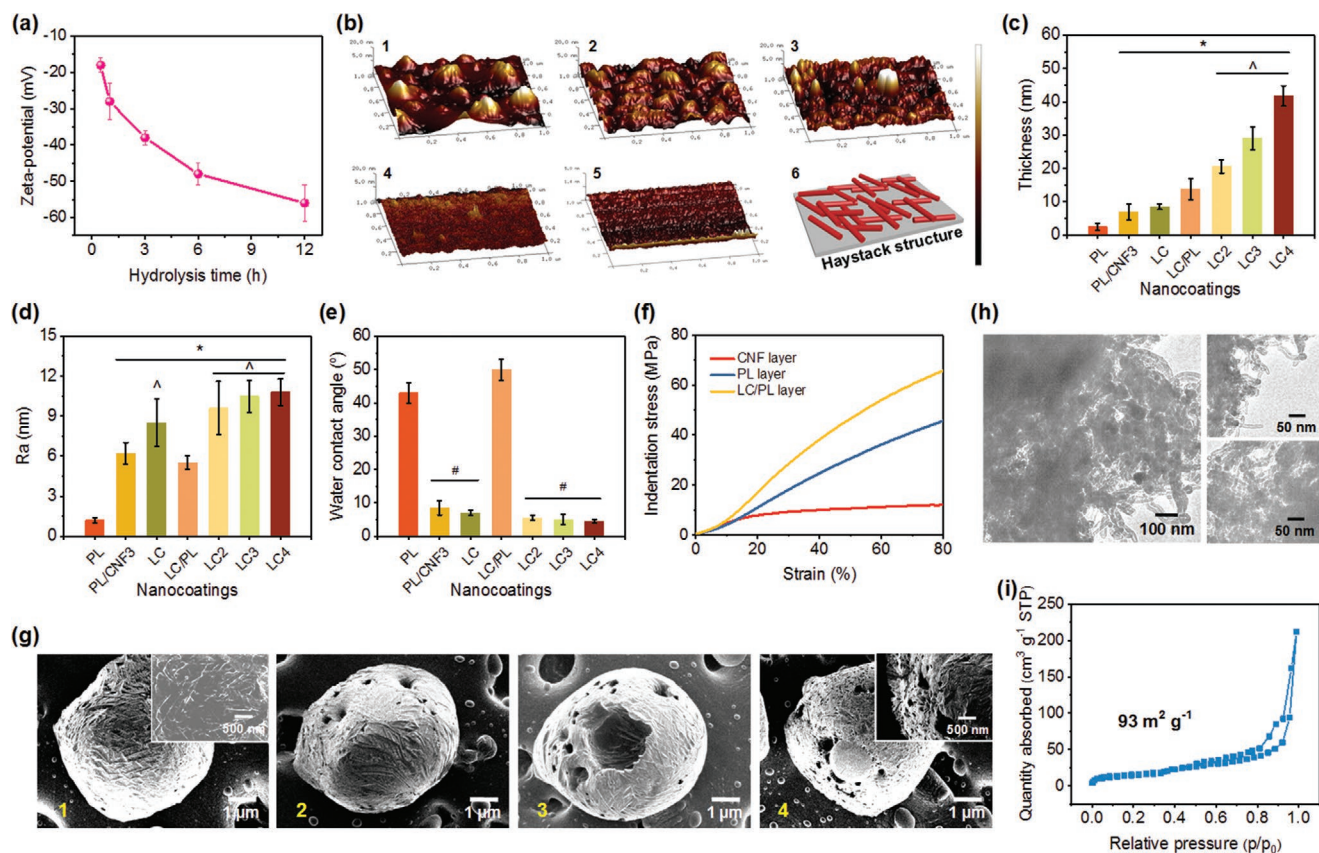 (a)
-10
-20
-30
-40
-50
-60
Zeta-potential (mV)
0 3 6 9 12
Hydrolysis time (h)
(b)
1
2
3
4
5
6
Haystack structure
(c)
60
50
40
30
20
10
0
Thickness (nm)
*
^
PL PL/CNF3 LC LC/PL LC2 LC3 LC4
Nanocoatings
(d)
15
12
9
6
3
0
Ra (nm)
*
^
^
PL PL/CNF3 LC LC/PL LC2 LC3 LC4
Nanocoatings
(e)
60
50
40
30
20
10
0
Water contact angle (°)
#
#
PL PL/CNF3 LC LC/PL LC2 LC3 LC4
Nanocoatings
(f)
80
60
40
20
0
Indentation stress (MPa)
CNF layer
PL layer
LC/PL layer
0 20 40 60 80
Strain (%)
(h)
100 nm
50 nm
50 nm
(g)
500 nm
1
1 µm
2
1 µm
3
1 µm
500 nm
4
1 µm
(i)
250
200
150
100
50
0
Quantity absorbed (cm³ g⁻¹ STP)
93 m² g⁻¹
0.0 0.2 0.4 0.6 0.8 1.0
Relative pressure (p/p₀)